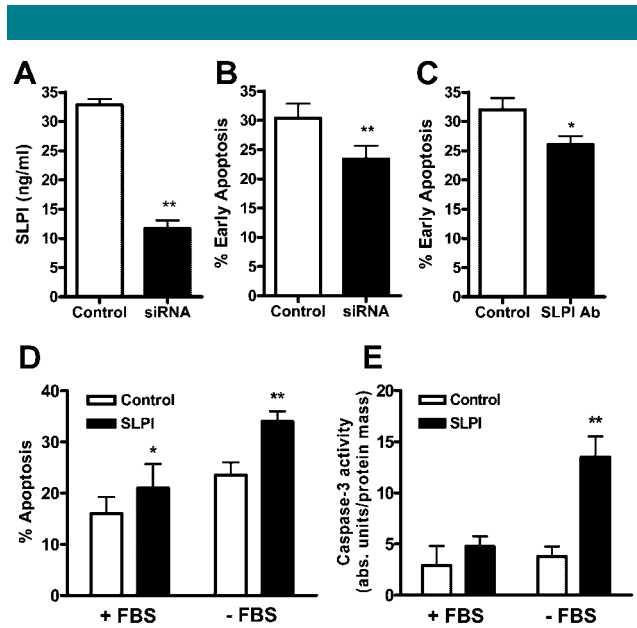 A
SLPI (ng/ml)
35
30
25
20
15
10
5
0
**
Control siRNA
B
% Early Apoptosis
35
30
25
20
15
10
5
0
**
Control siRNA
C
% Early Apoptosis
35
30
25
20
15
10
5
0
*
Control SLPI Ab
D
% Apoptosis
40
30
20
10
0
Control
SLPI
*
**
+ FBS - FBS
E
Caspase-3 activity
(abs. units/protein mass)
20
15
10
5
0
Control
SLPI
**
+ FBS - FBS